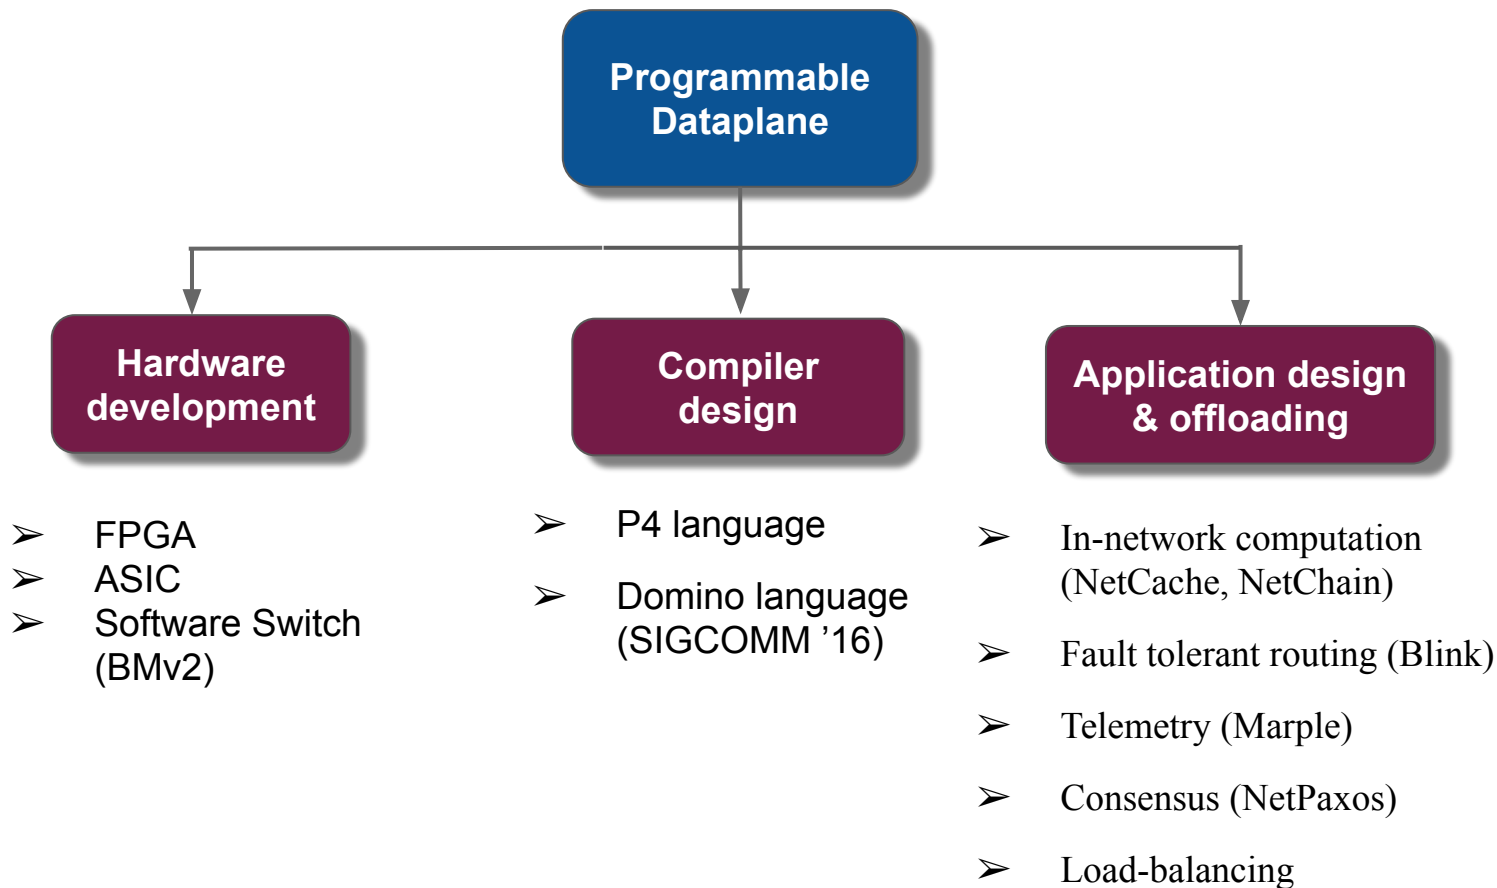 Programmable
Dataplane
Hardware
development
Compiler
design
Application design
& offloading
➢ FPGA
➢ ASIC
➢ Software Switch
(BMv2)
➢ P4 language
➢ Domino language
(SIGCOMM ’16)
➢ In-network computation
(NetCache, NetChain)
➢ Fault tolerant routing (Blink)
➢ Telemetry (Marple)
➢ Consensus (NetPaxos)
➢ Load-balancing